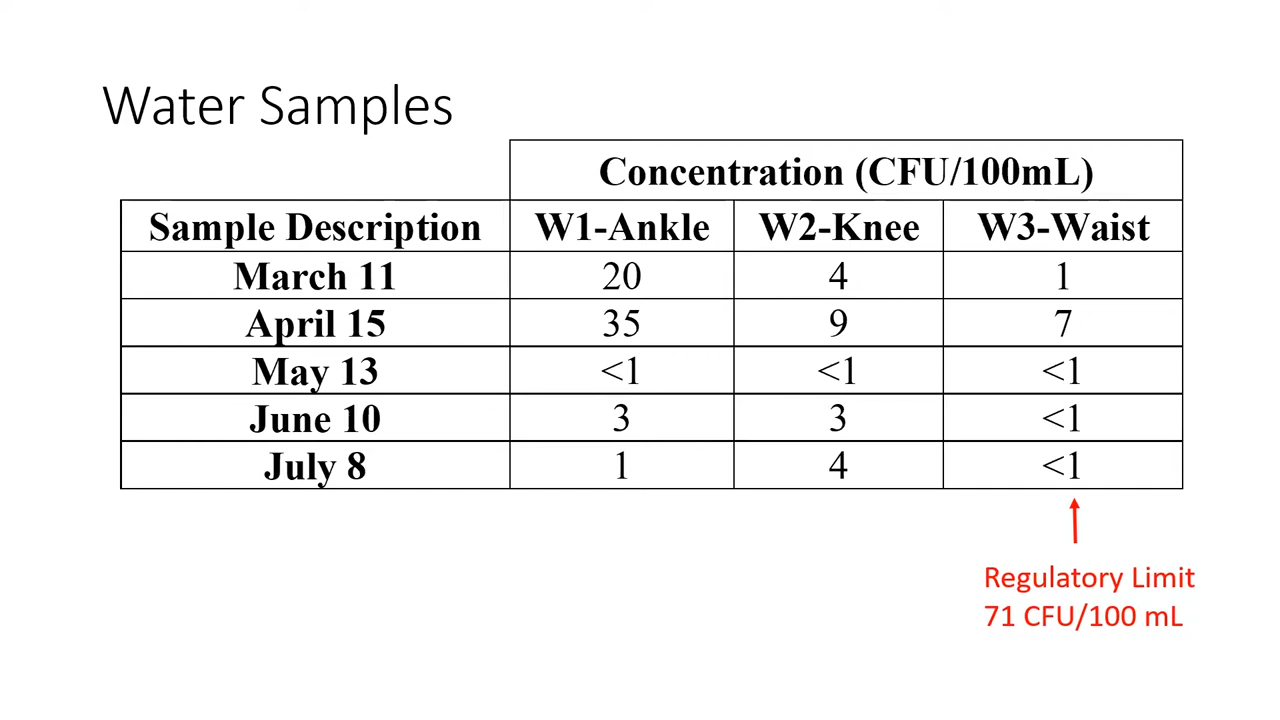 Water Samples
Concentration (CFU/100mL)
Sample Description W1-Ankle W2-Knee W3-Waist
March 11 20 4 1
April 15 35 9 7
May 13 <1 <1 <1
June 10 3 3 <1
July 8 1 4 <1
Regulatory Limit
71 CFU/100 mL